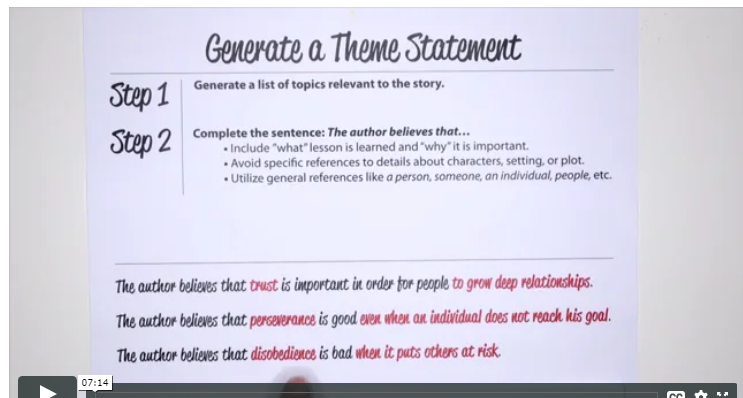 Generate a Theme Statement
Step 1
Generate a list of topics relevant to the story.
Step 2
Complete the sentence: The author believes that...
• Include "what" lesson is learned and "why" it is important.
• Avoid specific references to details about characters, setting, or plot.
• Utilize general references like a person, someone, an individual, people, etc.
The author believes that trust is important in order for people to grow deep relationships.
The author believes that perseverance is good even when an individual does not reach his goal.
The author believes that disobedience is bad when it puts others at risk.
07:14
CC